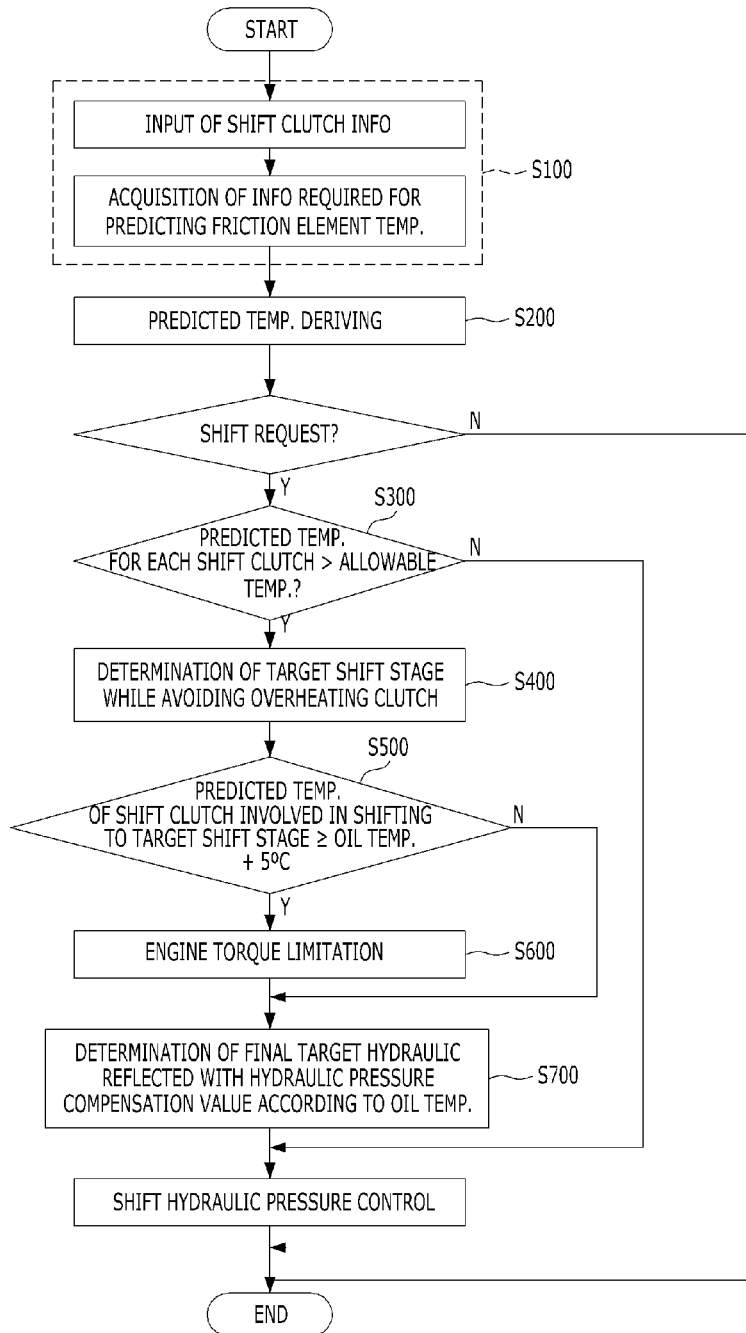 START
INPUT OF SHIFT CLUTCH INFO
S100
ACQUISITION OF INFO REQUIRED FOR
PREDICTING FRICTION ELEMENT TEMP.
PREDICTED TEMP. DERIVING
S200
SHIFT REQUEST?
N
Y
S300
PREDICTED TEMP.
FOR EACH SHIFT CLUTCH > ALLOWABLE
TEMP.?
N
Y
DETERMINATION OF TARGET SHIFT STAGE
WHILE AVOIDING OVERHEATING CLUTCH
S400
S500
PREDICTED TEMP.
OF SHIFT CLUTCH INVOLVED IN SHIFTING
TO TARGET SHIFT STAGE ≥ OIL TEMP.
+ 5ºC
N
Y
ENGINE TORQUE LIMITATION
S600
DETERMINATION OF FINAL TARGET HYDRAULIC
REFLECTED WITH HYDRAULIC PRESSURE
COMPENSATION VALUE ACCORDING TO OIL TEMP.
S700
SHIFT HYDRAULIC PRESSURE CONTROL
END